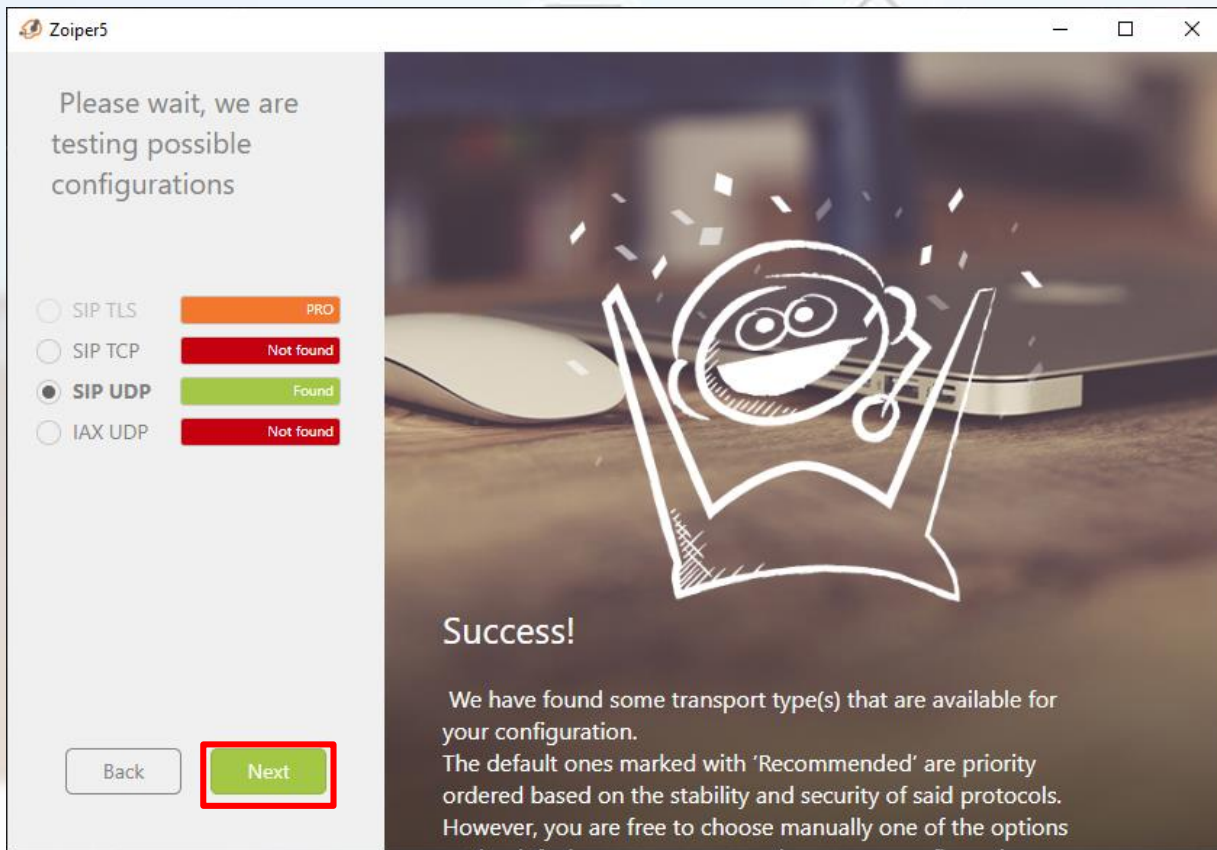 Zoiper5
Please wait, we are
testing possible
configurations
SIP TLS PRO
SIP TCP Not found
SIP UDP Found
IAX UDP Not found
Back Next
Success!
We have found some transport type(s) that are available for
your configuration.
The default ones marked with ‘Recommended’ are priority
ordered based on the stability and security of said protocols.
However, you are free to choose manually one of the options